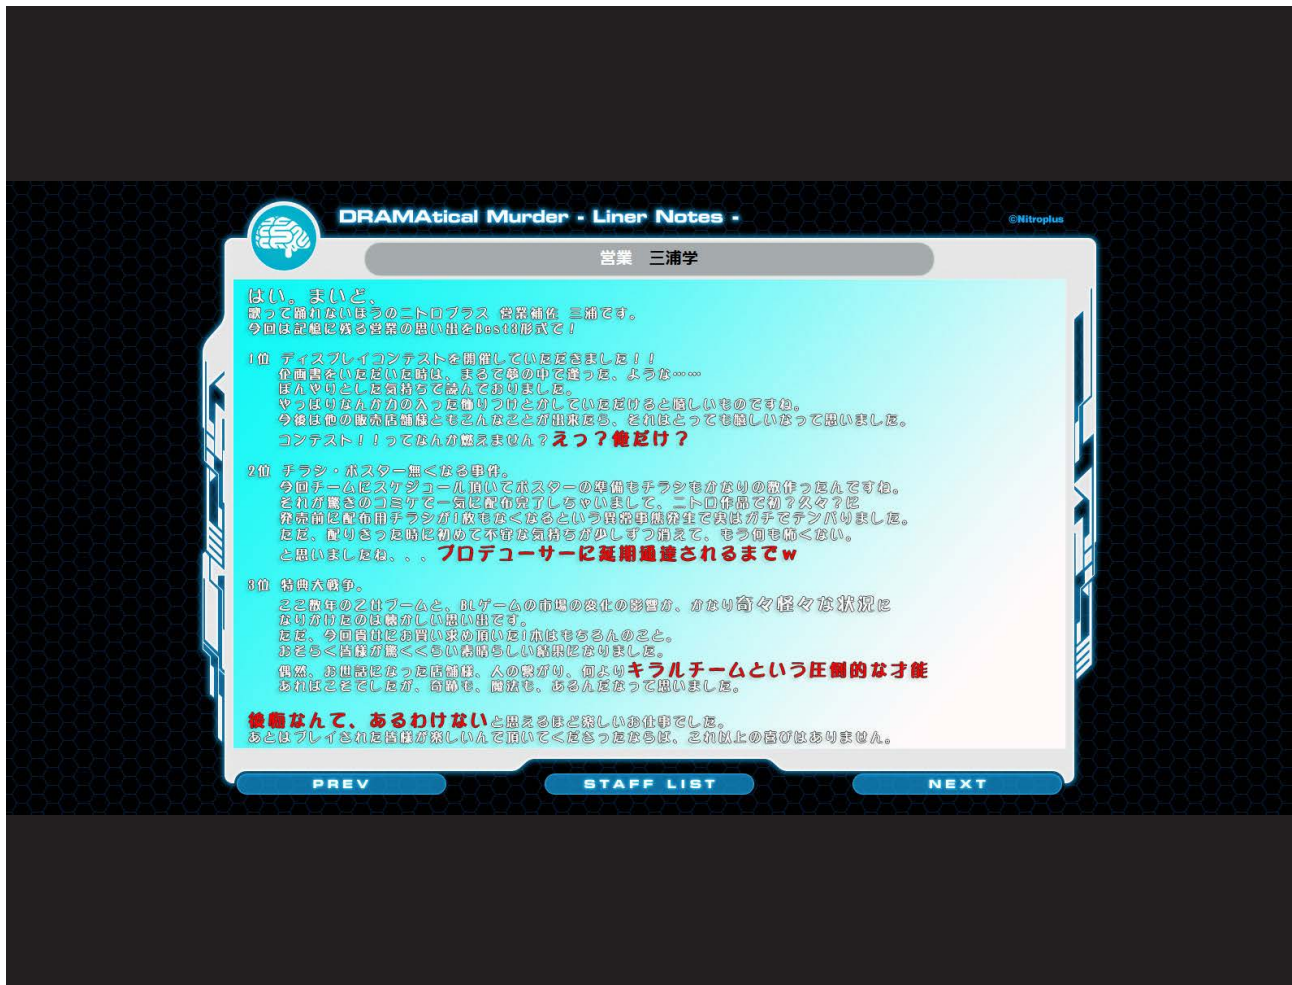 DRAMAtical Murder - Liner Notes -
©Nitroplus
営業　三浦学
はい。まいど、
歌って踊れないほうのニトロプラス 営業補佐 三浦です。
今回は記憶に残る営業の思い出をBest3形式で！
1位 ディスプレイコンテストを開催していただきました！！
企画書をいただいた時は、まるで夢の中で逢った、ような……
ぼんやりとした気持ちで読んでおりました。
やっぱりなんか力の入った飾りつけとかしていただけると嬉しいものですね。
今後は他の販売店舗様ともこんなことが出来たら、それはとっても嬉しいなって思いました。
コンテスト！！ってなんか燃えません？えっ？俺だけ？
2位 チラシ・ポスター無くなる事件。
今回チームにスケジュール頂いてポスターの準備もチラシもかなりの数作ったんですね。
それが驚きのコミケで一気に配布完了しちゃいまして、ニトロ作品で初？久々？に
発売前に配布用チラシが1枚もなくなるという異常事態発生で実はガチでテンパりました。
ただ、配りきった時に初めて不安な気持ちが少しずつ消えて、もう何も怖くない。
と思いましたね．．．プロデューサーに延期通達されるまでw
3位 特典大戦争。
ここ数年の乙女ブームと、BLゲームの市場の変化の影響か、かなり奇々怪々な状況に
なりかけたのは懐かしい思い出です。
ただ、今回貴女にお買い求め頂いた1本はもちろんのこと。
おそらく皆様が驚くくらい素晴らしい結果になりました。
偶然、お世話になった店舗様、人の繋がり、何よりキラルチームという圧倒的な才能
あればこそでしたが、奇跡も、魔法も、あるんだなって思いました。
後悔なんて、あるわけないと思えるほど楽しいお仕事でした。
あとはプレイされた皆様が楽しいんで頂いてくださったならば、これ以上の喜びはありません。
PREV
STAFF LIST
NEXT